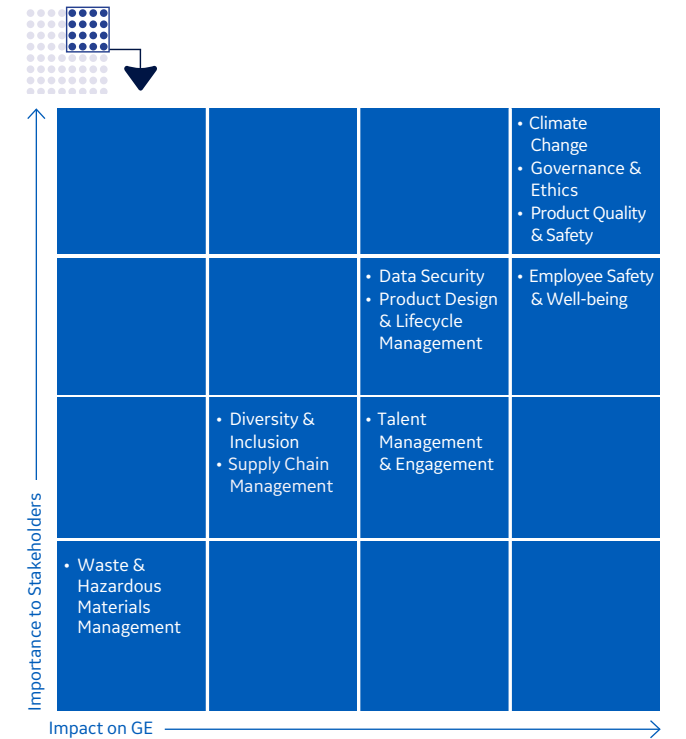 • Climate
Change
• Governance &
Ethics
• Product Quality
& Safety
• Data Security
• Product Design
& Lifecycle
Management
• Employee Safety
& Well-being
• Diversity &
Inclusion
• Supply Chain
Management
• Talent
Management
& Engagement
• Waste &
Hazardous
Materials
Management
Importance to Stakeholders
Impact on GE